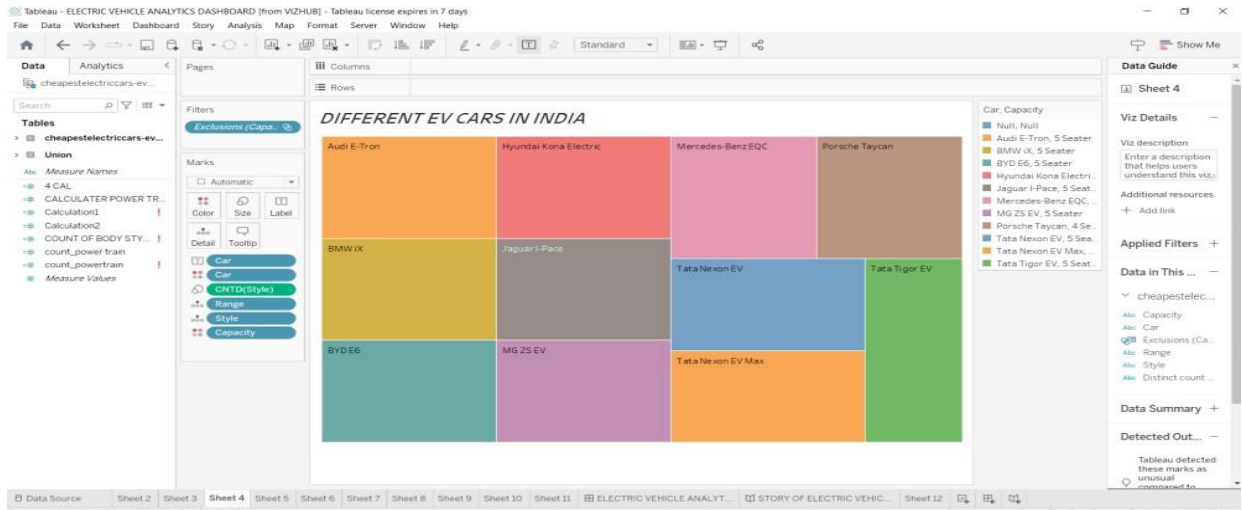 Tableau - ELECTRIC VEHICLE ANALYTICS DASHBOARD [from VIZHUB] - Tableau license expires in 7 days
File Data Worksheet Dashboard Story Analysis Map Format Server Window Help
Standard
Show Me
Data Analytics
cheapestelectriccars-ev...
Search
Tables
cheapestelectriccars-ev...
Union
Abc Measure Names
4 CAL
CALCULATER POWER TR...
Calculation1 !
Calculation2
COUNT OF BODY STY... !
count_power train
count_powertrain !
Measure Values
Pages
Filters
Exclusions (Capa..
Marks
Automatic
Color Size Label
Detail Tooltip
Car
Car
CNTD(Style)
Range
Style
Capacity
Columns
Rows
DIFFERENT EV CARS IN INDIA
Audi E-Tron
Hyundai Kona Electric
Mercedes-Benz EQC
Porsche Taycan
BMW iX
Jaguar I-Pace
Tata Nexon EV
Tata Tigor EV
BYD E6
MG ZS EV
Tata Nexon EV Max
Car, Capacity
Null, Null
Audi E-Tron, 5 Seater
BMW iX, 5 Seater
BYD E6, 5 Seater
Hyundai Kona Electri..
Jaguar I-Pace, 5 Seat..
Mercedes-Benz EQC, ..
MG ZS EV, 5 Seater
Porsche Taycan, 4 Se..
Tata Nexon EV, 5 Sea..
Tata Nexon EV Max, ..
Tata Tigor EV, 5 Seat..
Data Guide
Sheet 4
Viz Details
Viz description
Enter a description
that helps users
understand this viz.
Additional resources
+ Add link
Applied Filters +
Data in This ...
cheapestelec...
Abc Capacity
Abc Car
Exclusions (Ca...
Abc Range
Abc Style
Abc Distinct count ...
Data Summary +
Detected Out...
Tableau detected
these marks as
unusual
compared to
Data Source Sheet 2 Sheet 3 Sheet 4 Sheet 5 Sheet 6 Sheet 7 Sheet 8 Sheet 9 Sheet 10 Sheet 11 ELECTRIC VEHICLE ANALYT... STORY OF ELECTRIC VEHIC... Sheet 12